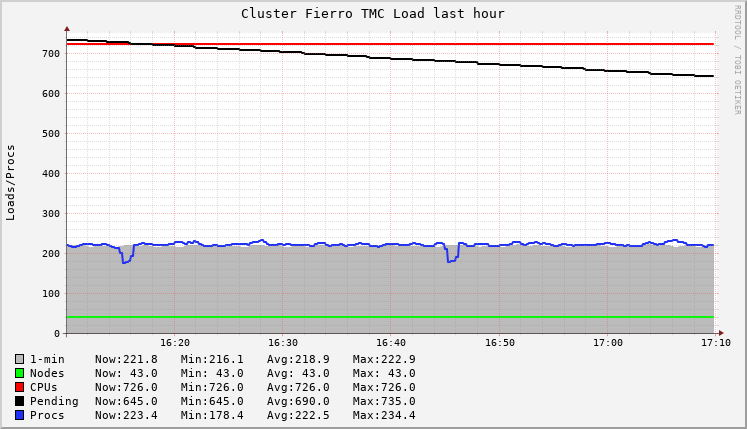 Cluster Fierro TMC Load last hour
RRDTOOL / TOBI OETIKER
Loads/Procs
700
600
500
400
300
200
100
0
16:20 16:30 16:40 16:50 17:00 17:10
1-min Now:221.8 Min:216.1 Avg:218.9 Max:222.9
Nodes Now: 43.0 Min: 43.0 Avg: 43.0 Max: 43.0
CPUs Now:726.0 Min:726.0 Avg:726.0 Max:726.0
Pending Now:645.0 Min:645.0 Avg:690.0 Max:735.0
Procs Now:223.4 Min:178.4 Avg:222.5 Max:234.4